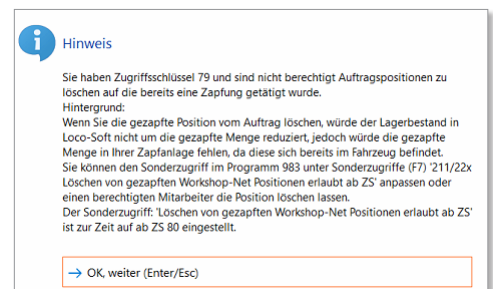 Hinweis
Sie haben Zugriffsschlüssel 79 und sind nicht berechtigt Auftragspositionen zu
löschen auf die bereits eine Zapfung getätigt wurde.
Hintergrund:
Wenn Sie die gezapfte Position vom Auftrag löschen, würde der Lagerbestand in
Loco-Soft nicht um die gezapfte Menge reduziert, jedoch würde die gezapfte
Menge in Ihrer Zapfanlage fehlen, da diese sich bereits im Fahrzeug befindet.
Sie können den Sonderzugriff im Programm 983 unter Sonderzugriffe (F7) '211/22x
Löschen von gezapften Workshop-Net Positionen erlaubt ab ZS' anpassen oder
einen berechtigten Mitarbeiter die Position löschen lassen.
Der Sonderzugriff: 'Löschen von gezapften Workshop-Net Positionen erlaubt ab ZS'
ist zur Zeit auf ab ZS 80 eingestellt.
→ OK, weiter (Enter/Esc)